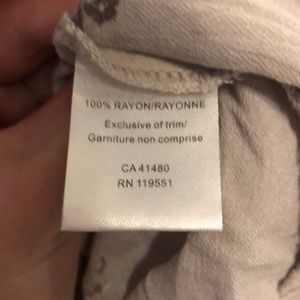 100% RAYON/RAYONNE
Exclusive of trim/
Garniture non comprise
CA 41480
RN 119551